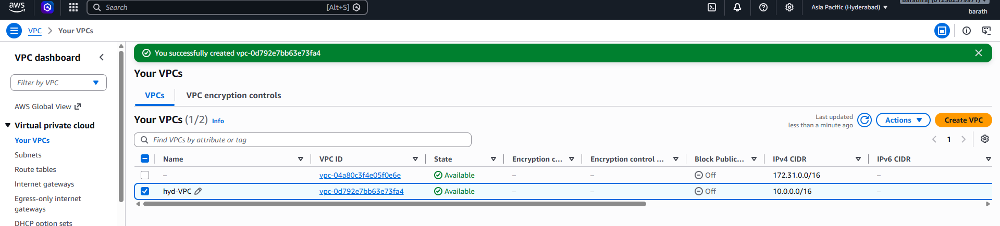 aws
Search [Alt+S] Asia Pacific (Hyderabad)
barath
VPC > Your VPCs
VPC dashboard
Filter by VPC
AWS Global View
Virtual private cloud
Your VPCs
Subnets
Route tables
Internet gateways
Egress-only internet
gateways
DHCP option sets
You successfully created vpc-0d792e7bb63e73fa4
Your VPCs
VPCs VPC encryption controls
Your VPCs (1/2) Info
Last updated
less than a minute ago
Actions Create VPC
Find VPCs by attribute or tag
1
Name VPC ID State Encryption c... Encryption control ... Block Public... IPv4 CIDR IPv6 CIDR
– vpc-04a80c3f4e05f0e6e Available – – Off 172.31.0.0/16 –
hyd-VPC vpc-0d792e7bb63e73fa4 Available – – Off 10.0.0.0/16 –